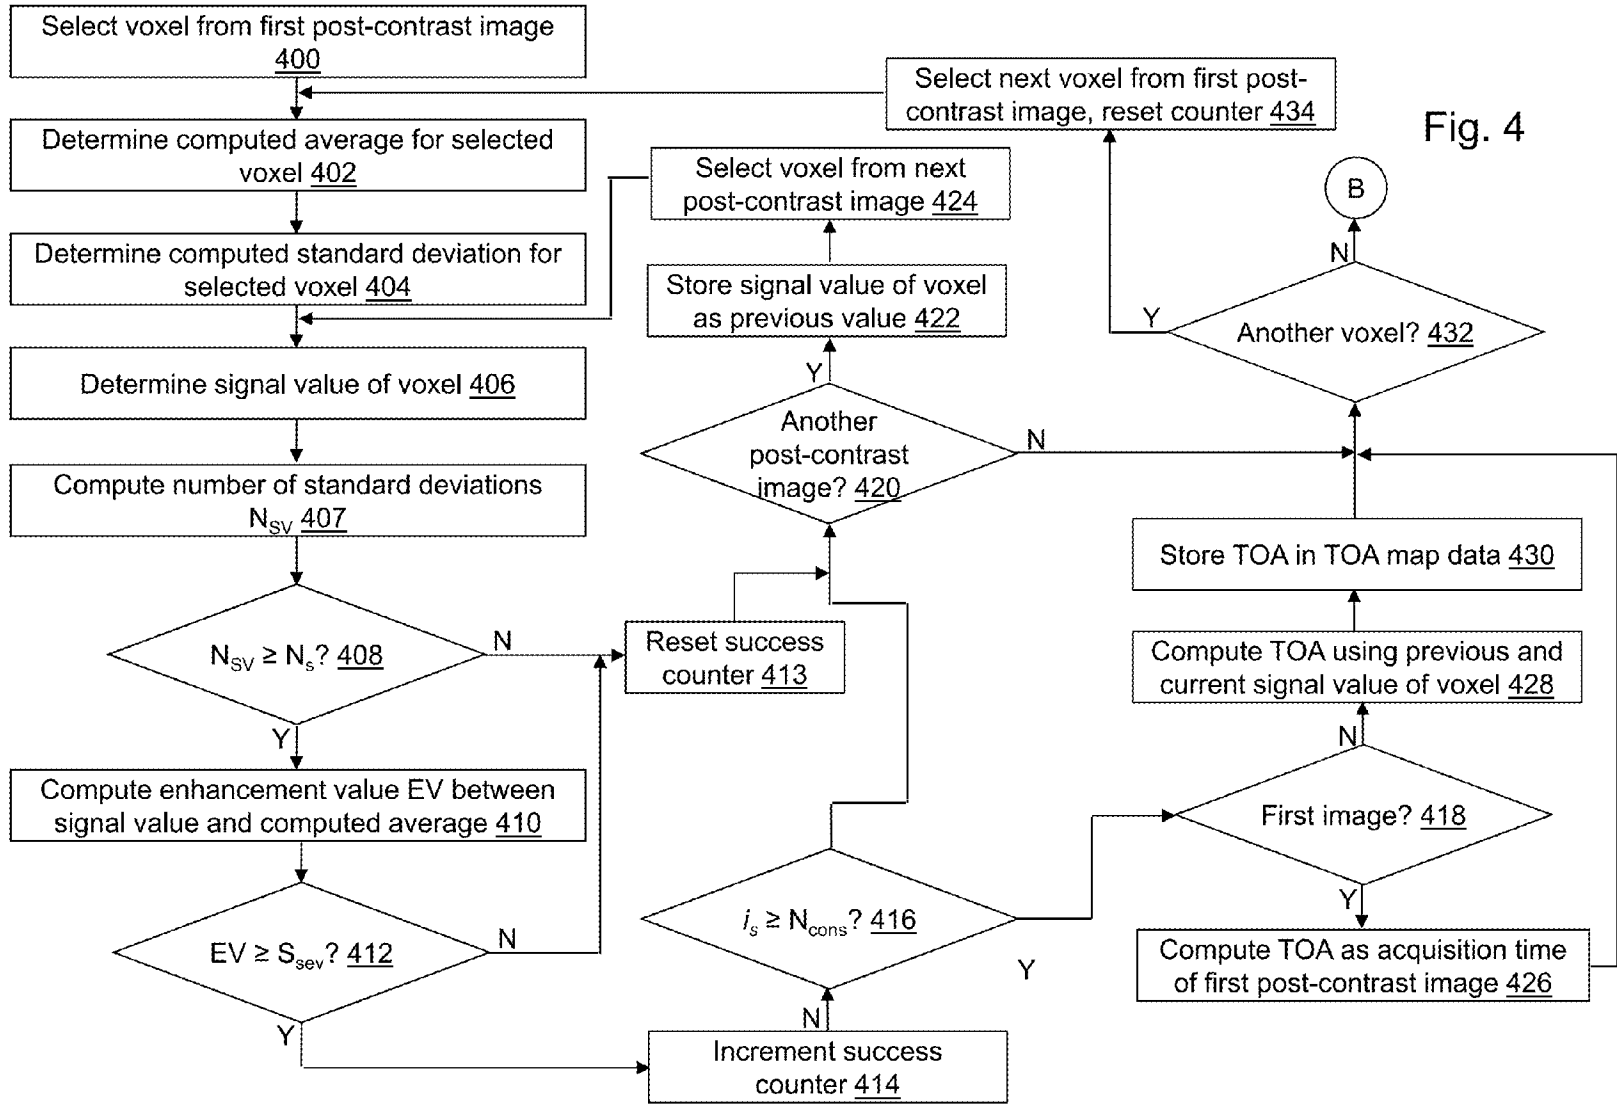 Select voxel from first post-contrast image
400
Determine computed average for selected
voxel 402
Determine computed standard deviation for
selected voxel 404
Determine signal value of voxel 406
Compute number of standard deviations
N_SV 407
N_SV ≥ N_s? 408
N
Y
Compute enhancement value EV between
signal value and computed average 410
EV ≥ S_sev? 412
N
Y
Select voxel from next
post-contrast image 424
Store signal value of voxel
as previous value 422
Y
Another
post-contrast
image? 420
N
Reset success
counter 413
i_s ≥ N_cons? 416
Y
N
Increment success
counter 414
Select next voxel from first post-
contrast image, reset counter 434
Fig. 4
B
N
Y
Another voxel? 432
Store TOA in TOA map data 430
Compute TOA using previous and
current signal value of voxel 428
N
First image? 418
Y
Compute TOA as acquisition time
of first post-contrast image 426